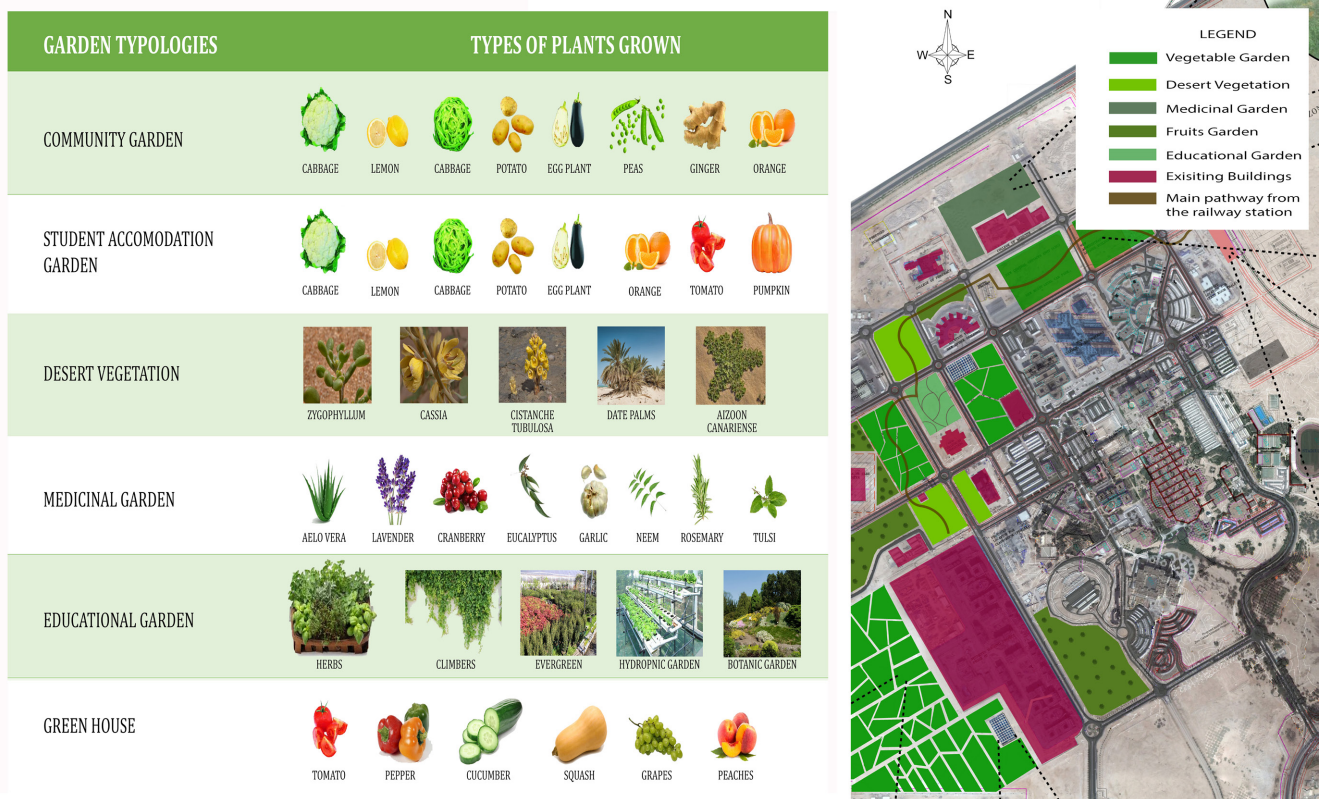 GARDEN TYPOLOGIES
TYPES OF PLANTS GROWN
COMMUNITY GARDEN
CABBAGE
LEMON
CABBAGE
POTATO
EGG PLANT
PEAS
GINGER
ORANGE
STUDENT ACCOMODATION
GARDEN
CABBAGE
LEMON
CABBAGE
POTATO
EGG PLANT
ORANGE
TOMATO
PUMPKIN
DESERT VEGETATION
ZYGOPHYLLUM
CASSIA
CISTANCHE
TUBULOSA
DATE PALMS
AIZOON
CANARIENSE
MEDICINAL GARDEN
AELO VERA
LAVENDER
CRANBERRY
EUCALYPTUS
GARLIC
NEEM
ROSEMARY
TULSI
EDUCATIONAL GARDEN
HERBS
CLIMBERS
EVERGREEN
HYDROPNIC GARDEN
BOTANIC GARDEN
GREEN HOUSE
TOMATO
PEPPER
CUCUMBER
SQUASH
GRAPES
PEACHES
N
W
E
S
LEGEND
Vegetable Garden
Desert Vegetation
Medicinal Garden
Fruits Garden
Educational Garden
Exisiting Buildings
Main pathway from
the railway station